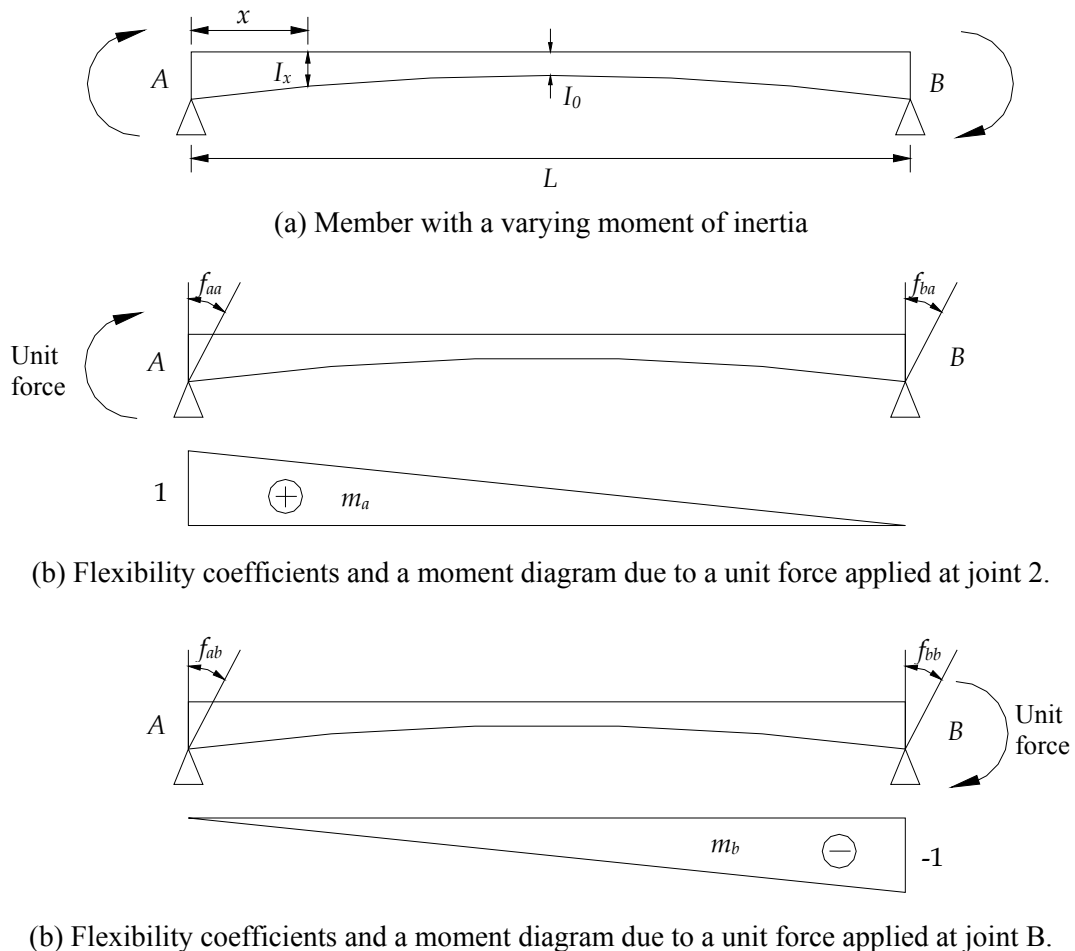 x
A
I_x
I_0
B
L
(a) Member with a varying moment of inertia
f_aa
f_ba
Unit
force
A
B
1
+
m_a
(b) Flexibility coefficients and a moment diagram due to a unit force applied at joint 2.
f_ab
f_bb
A
B
Unit
force
m_b
−
-1
(b) Flexibility coefficients and a moment diagram due to a unit force applied at joint B.